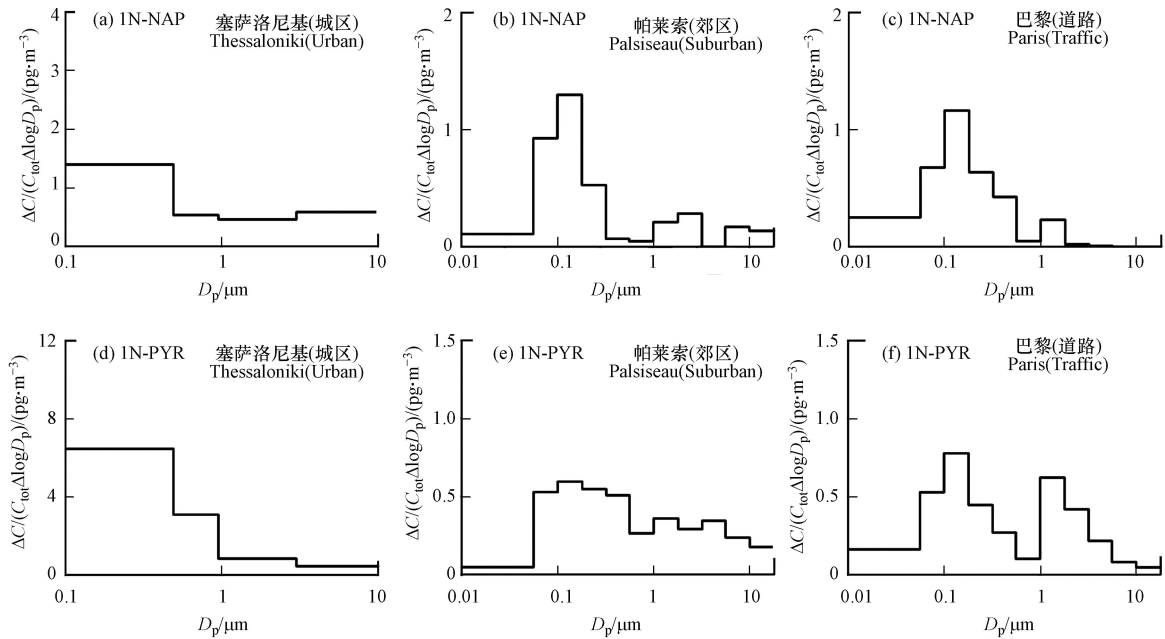 (a) 1N-NAP
塞萨洛尼基(城区)
Thessaloniki(Urban)
ΔC/(CtotΔlogDp)/(pg·m−3)
4
3
2
1
0
0.1
1
10
Dp/μm
(b) 1N-NAP
帕莱索(郊区)
Palsiseau(Suburban)
ΔC/(CtotΔlogDp)/(pg·m−3)
2
1
0
0.01
0.1
1
10
Dp/μm
(c) 1N-NAP
巴黎(道路)
Paris(Traffic)
ΔC/(CtotΔlogDp)/(pg·m−3)
2
1
0
0.01
0.1
1
10
Dp/μm
(d) 1N-PYR
塞萨洛尼基(城区)
Thessaloniki(Urban)
ΔC/(CtotΔlogDp)/(pg·m−3)
12
8
4
0
0.1
1
10
Dp/μm
(e) 1N-PYR
帕莱索(郊区)
Palsiseau(Suburban)
ΔC/(CtotΔlogDp)/(pg·m−3)
1.5
1.0
0.5
0
0.01
0.1
1
10
Dp/μm
(f) 1N-PYR
巴黎(道路)
Paris(Traffic)
ΔC/(CtotΔlogDp)/(pg·m−3)
1.5
1.0
0.5
0
0.01
0.1
1
10
Dp/μm